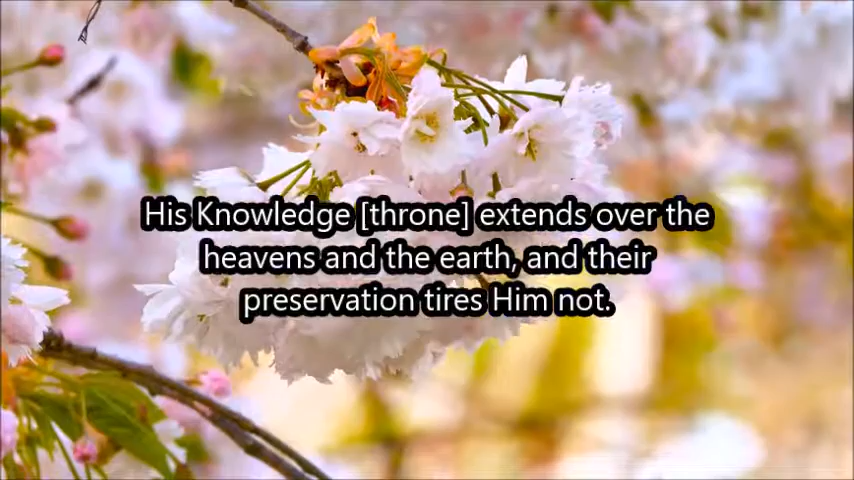 His Knowledge [throne] extends over the
heavens and the earth, and their
preservation tires Him not.